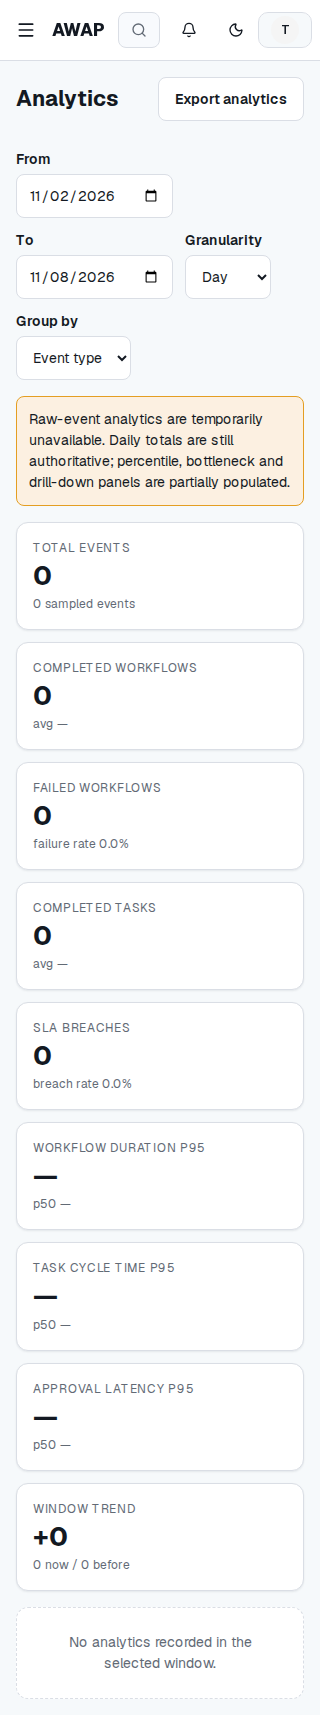 AWAP
T
Analytics
Export analytics
From
11/02/2026
To
Granularity
11/08/2026
Day
Group by
Event type
Raw-event analytics are temporarily
unavailable. Daily totals are still
authoritative; percentile, bottleneck and
drill-down panels are partially populated.
TOTAL EVENTS
0
0 sampled events
COMPLETED WORKFLOWS
0
avg —
FAILED WORKFLOWS
0
failure rate 0.0%
COMPLETED TASKS
0
avg —
SLA BREACHES
0
breach rate 0.0%
WORKFLOW DURATION P95
—
p50 —
TASK CYCLE TIME P95
—
p50 —
APPROVAL LATENCY P95
—
p50 —
WINDOW TREND
+0
0 now / 0 before
No analytics recorded in the
selected window.